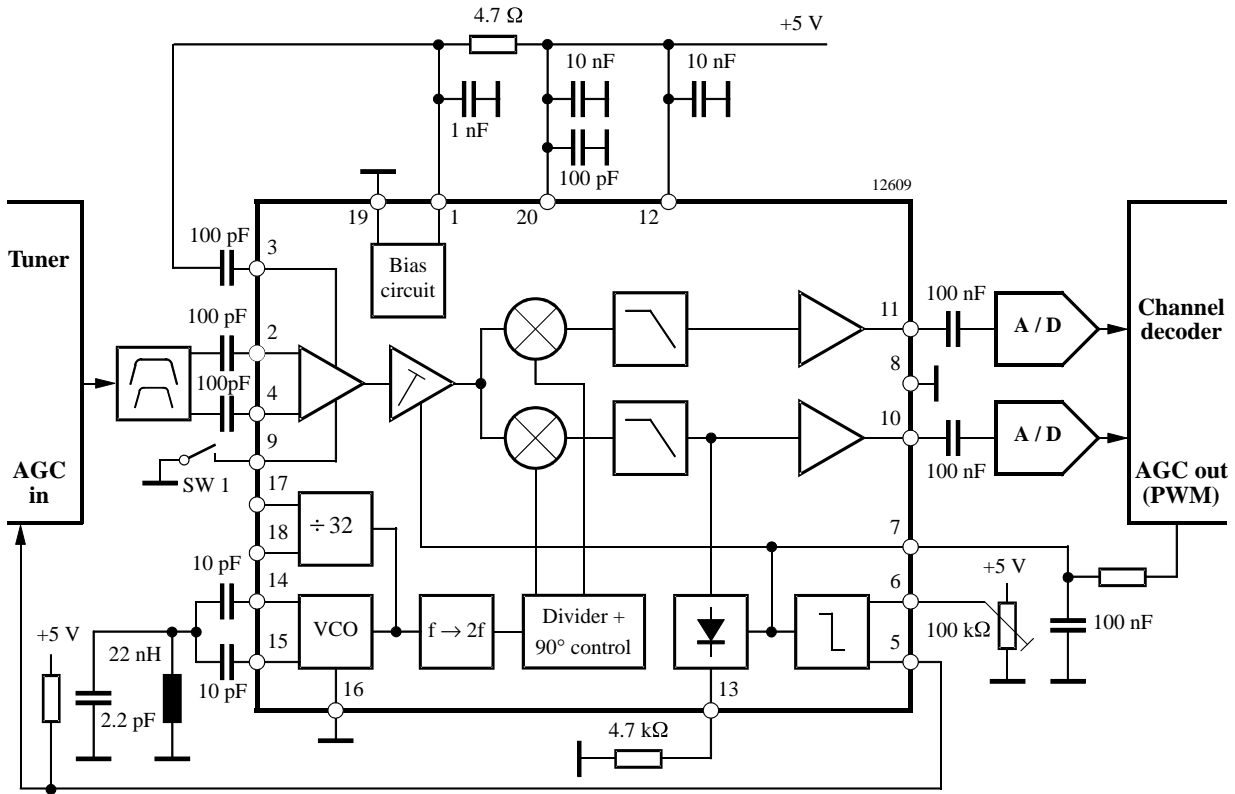 4.7 Ω
+5 V
10 nF
10 nF
1 nF
100 pF
12609
19
1
20
12
Tuner
100 pF
3
Bias
circuit
100 pF
2
100pF
4
9
SW 1
AGC
in
17
÷ 32
18
11
100 nF
A / D
Channel
decoder
8
10
100 nF
A / D
AGC out
(PWM)
7
10 pF
14
VCO
15
f → 2f
Divider +
90° control
6
+5 V
100 kΩ
5
100 nF
+5 V
22 nH
10 pF
2.2 pF
16
13
4.7 kΩ